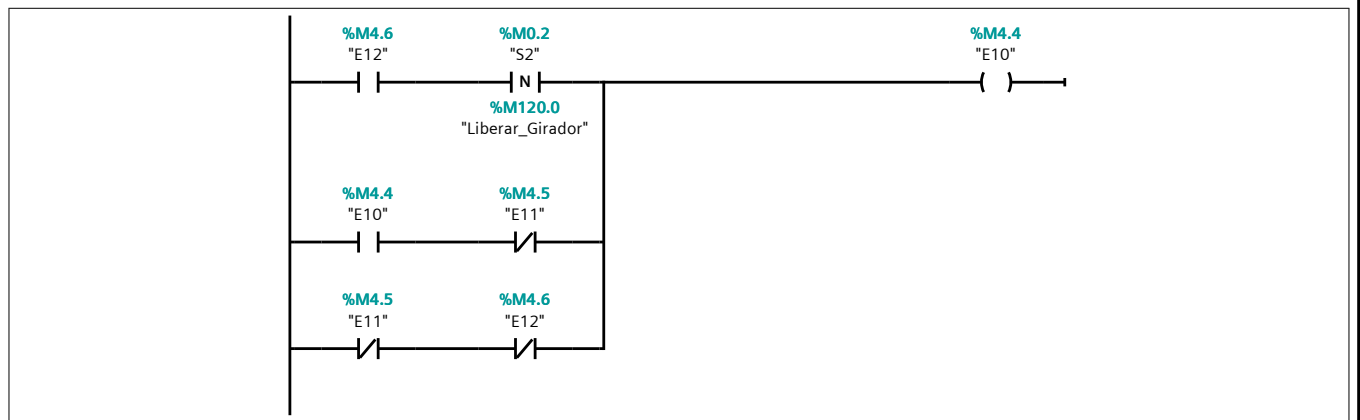 %M4.6 %M0.2 %M4.4
"E12" "S2" "E10"
N
%M120.0
"Liberar_Girador"
%M4.4 %M4.5
"E10" "E11"
%M4.5 %M4.6
"E11" "E12"